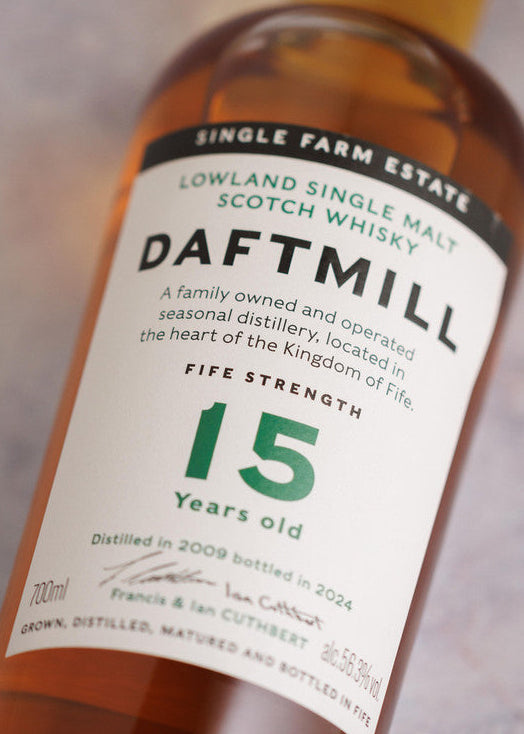 SINGLE FARM ESTATE
LOWLAND SINGLE MALT
SCOTCH WHISKY
DAFTMILL
A family owned and operated
seasonal distillery, located in
the heart of the Kingdom of Fife.
FIFE STRENGTH
15
Years old
Distilled in 2009 bottled in 2024
Ian Cuthbert
Francis & Ian CUTHBERT
700ml
alc.56.3%vol
GROWN, DISTILLED, MATURED AND BOTTLED IN FIFE